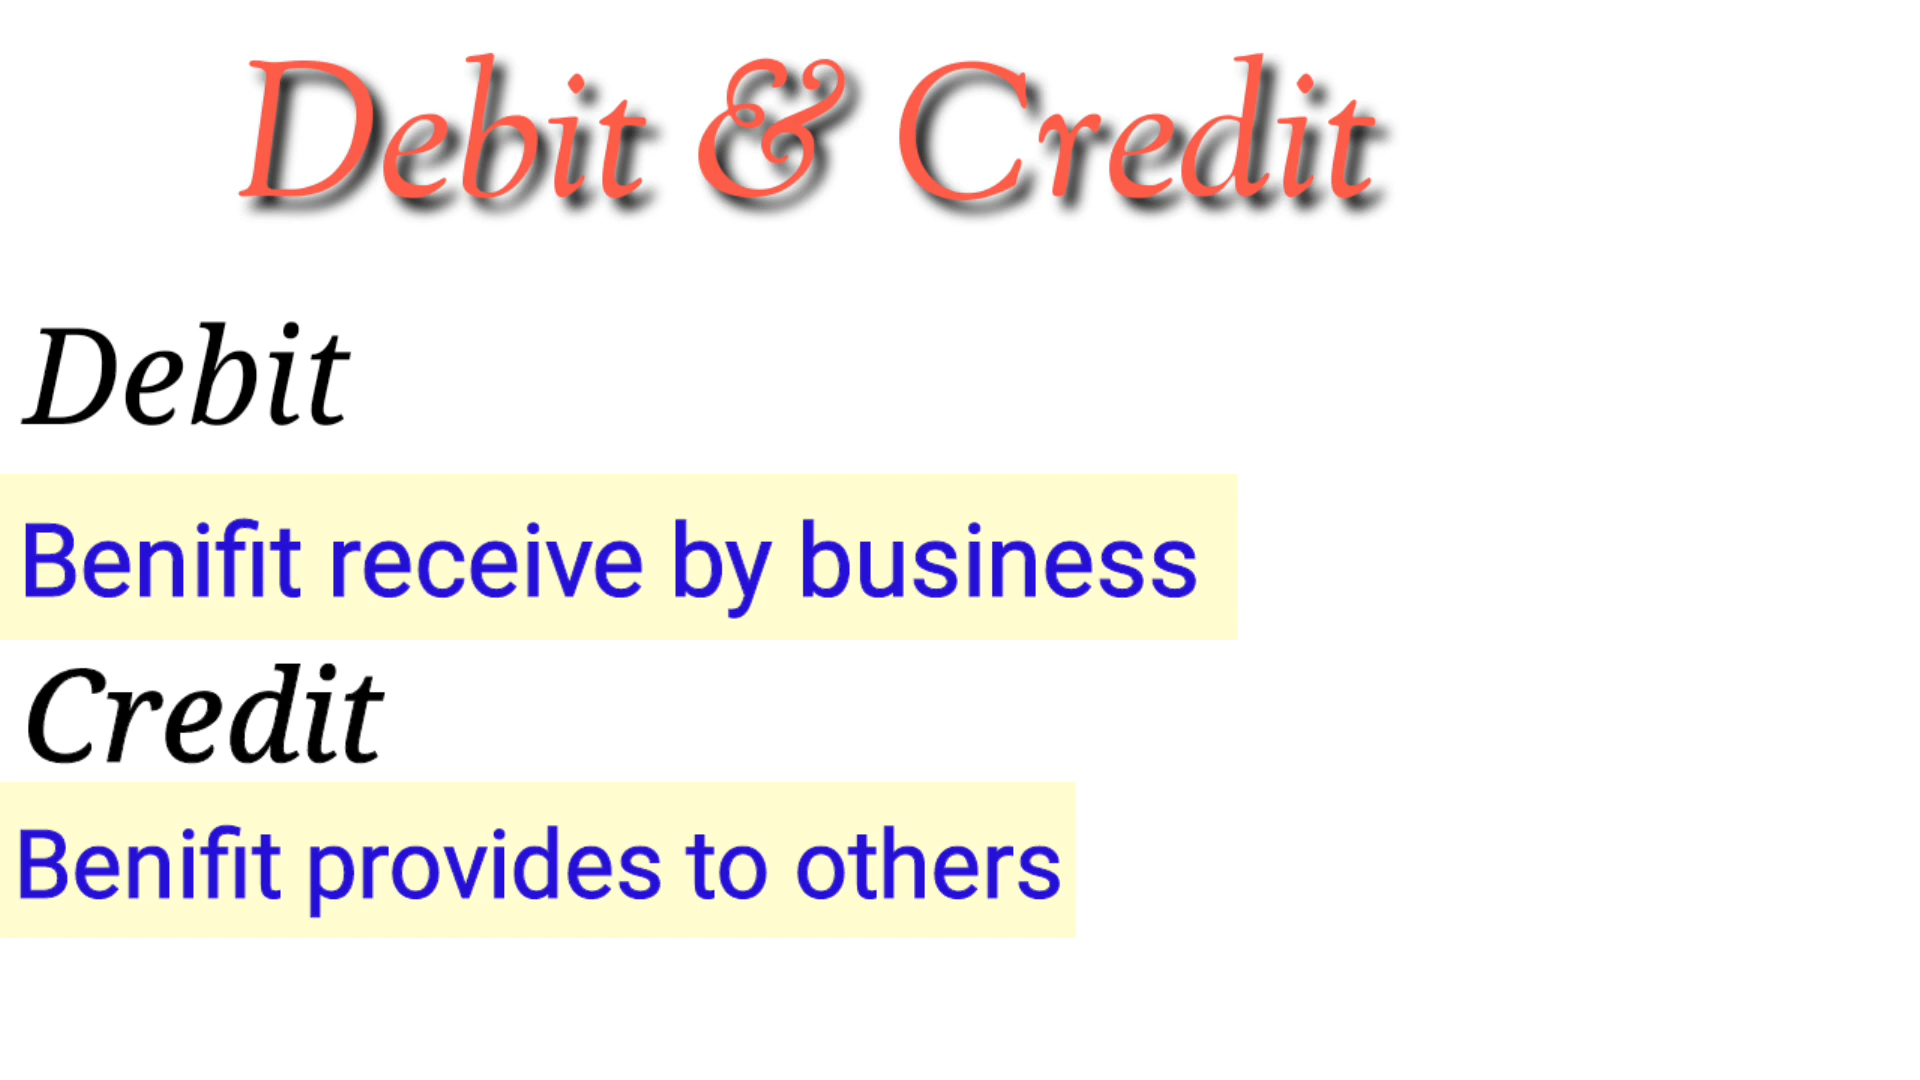 Debit & Credit
Debit
Benifit receive by business
Credit
Benifit provides to others